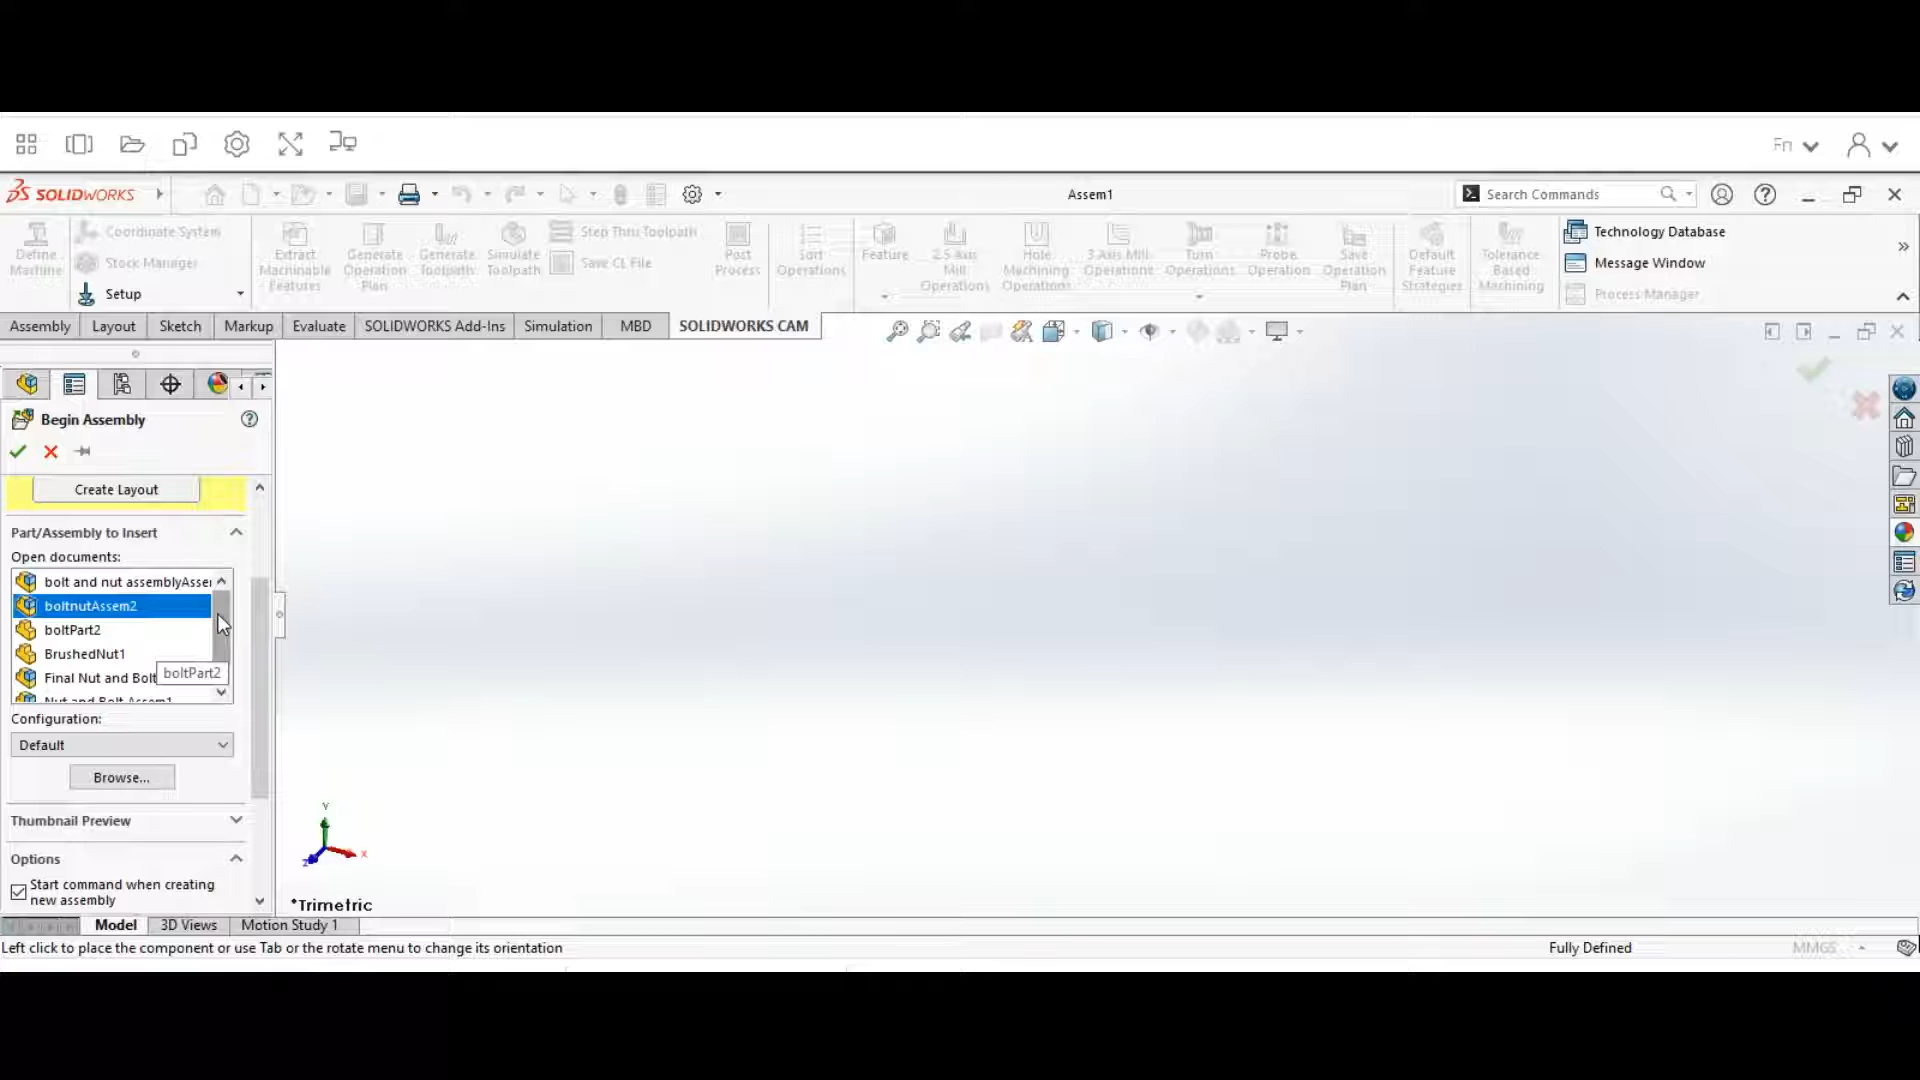 Fn
SOLIDWORKS
Assem1
Search Commands
Define Machine
Coordinate System
Stock Manager
Setup
Extract Machinable Features
Generate Operation Plan
Generate Toolpath
Simulate Toolpath
Step Thru Toolpath
Save CL File
Post Process
Sort Operations
Feature
2.5 Axis Mill Operations
Hole Machining Operations
3 Axis Mill Operations
Turn Operations
Probe Operation
Save Operation Plan
Default Feature Strategies
Tolerance Based Machining
Technology Database
Message Window
Process Manager
Assembly
Layout
Sketch
Markup
Evaluate
SOLIDWORKS Add-Ins
Simulation
MBD
SOLIDWORKS CAM
Begin Assembly
Create Layout
Part/Assembly to Insert
Open documents:
bolt and nut assemblyAsse
boltnutAssem2
boltPart2
BrushedNut1
Final Nut and Bolt
boltPart2
Nut and Bolt Assem1
Configuration:
Default
Browse...
Thumbnail Preview
Options
Start command when creating
new assembly
Y
X
Z
*Trimetric
Model
3D Views
Motion Study 1
Left click to place the component or use Tab or the rotate menu to change its orientation
Fully Defined
MMGS